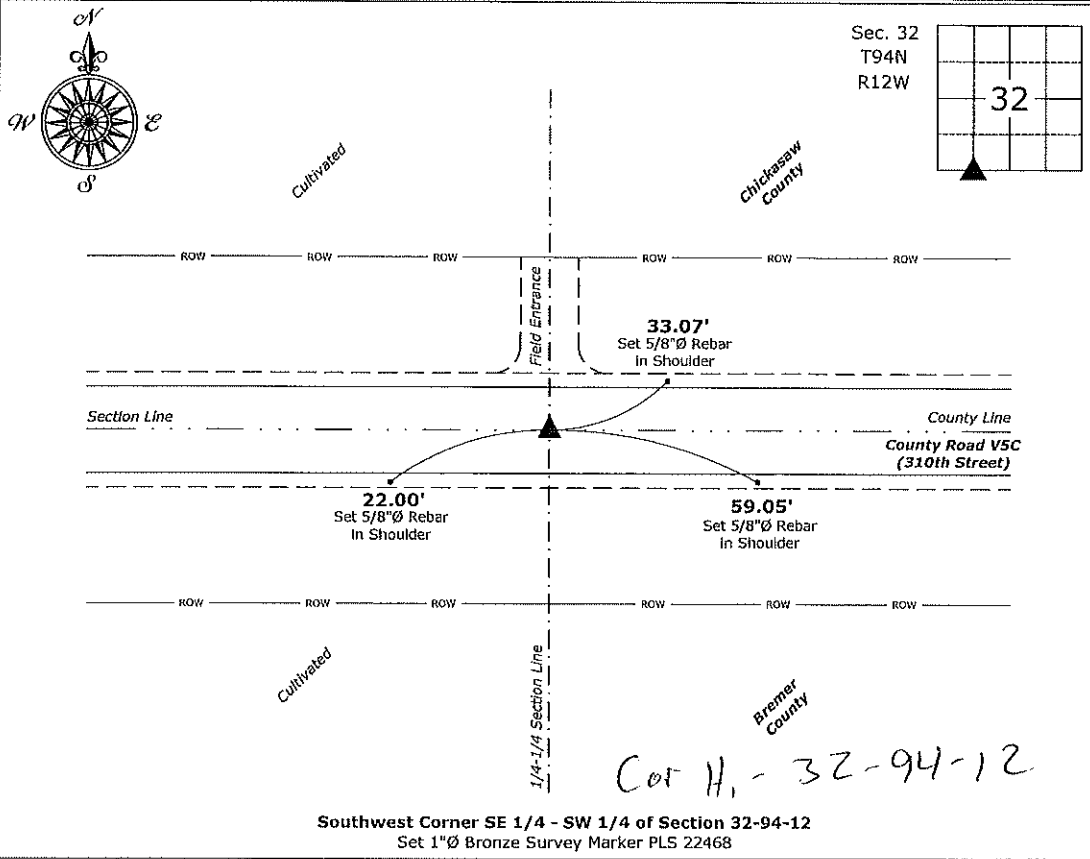 N
W
E
S
Sec. 32
T94N
R12W
32
Cultivated
Chickasaw
County
ROW ROW ROW ROW ROW ROW
Field Entrance
33.07'
Set 5/8"Ø Rebar
in Shoulder
Section Line
County Line
County Road V5C
(310th Street)
22.00'
Set 5/8"Ø Rebar
in Shoulder
59.05'
Set 5/8"Ø Rebar
in Shoulder
ROW ROW ROW ROW ROW ROW
Cultivated
1/4-1/4 Section Line
Bremer
County
Cor H, - 32-94-12
Southwest Corner SE 1/4 - SW 1/4 of Section 32-94-12
Set 1"Ø Bronze Survey Marker PLS 22468